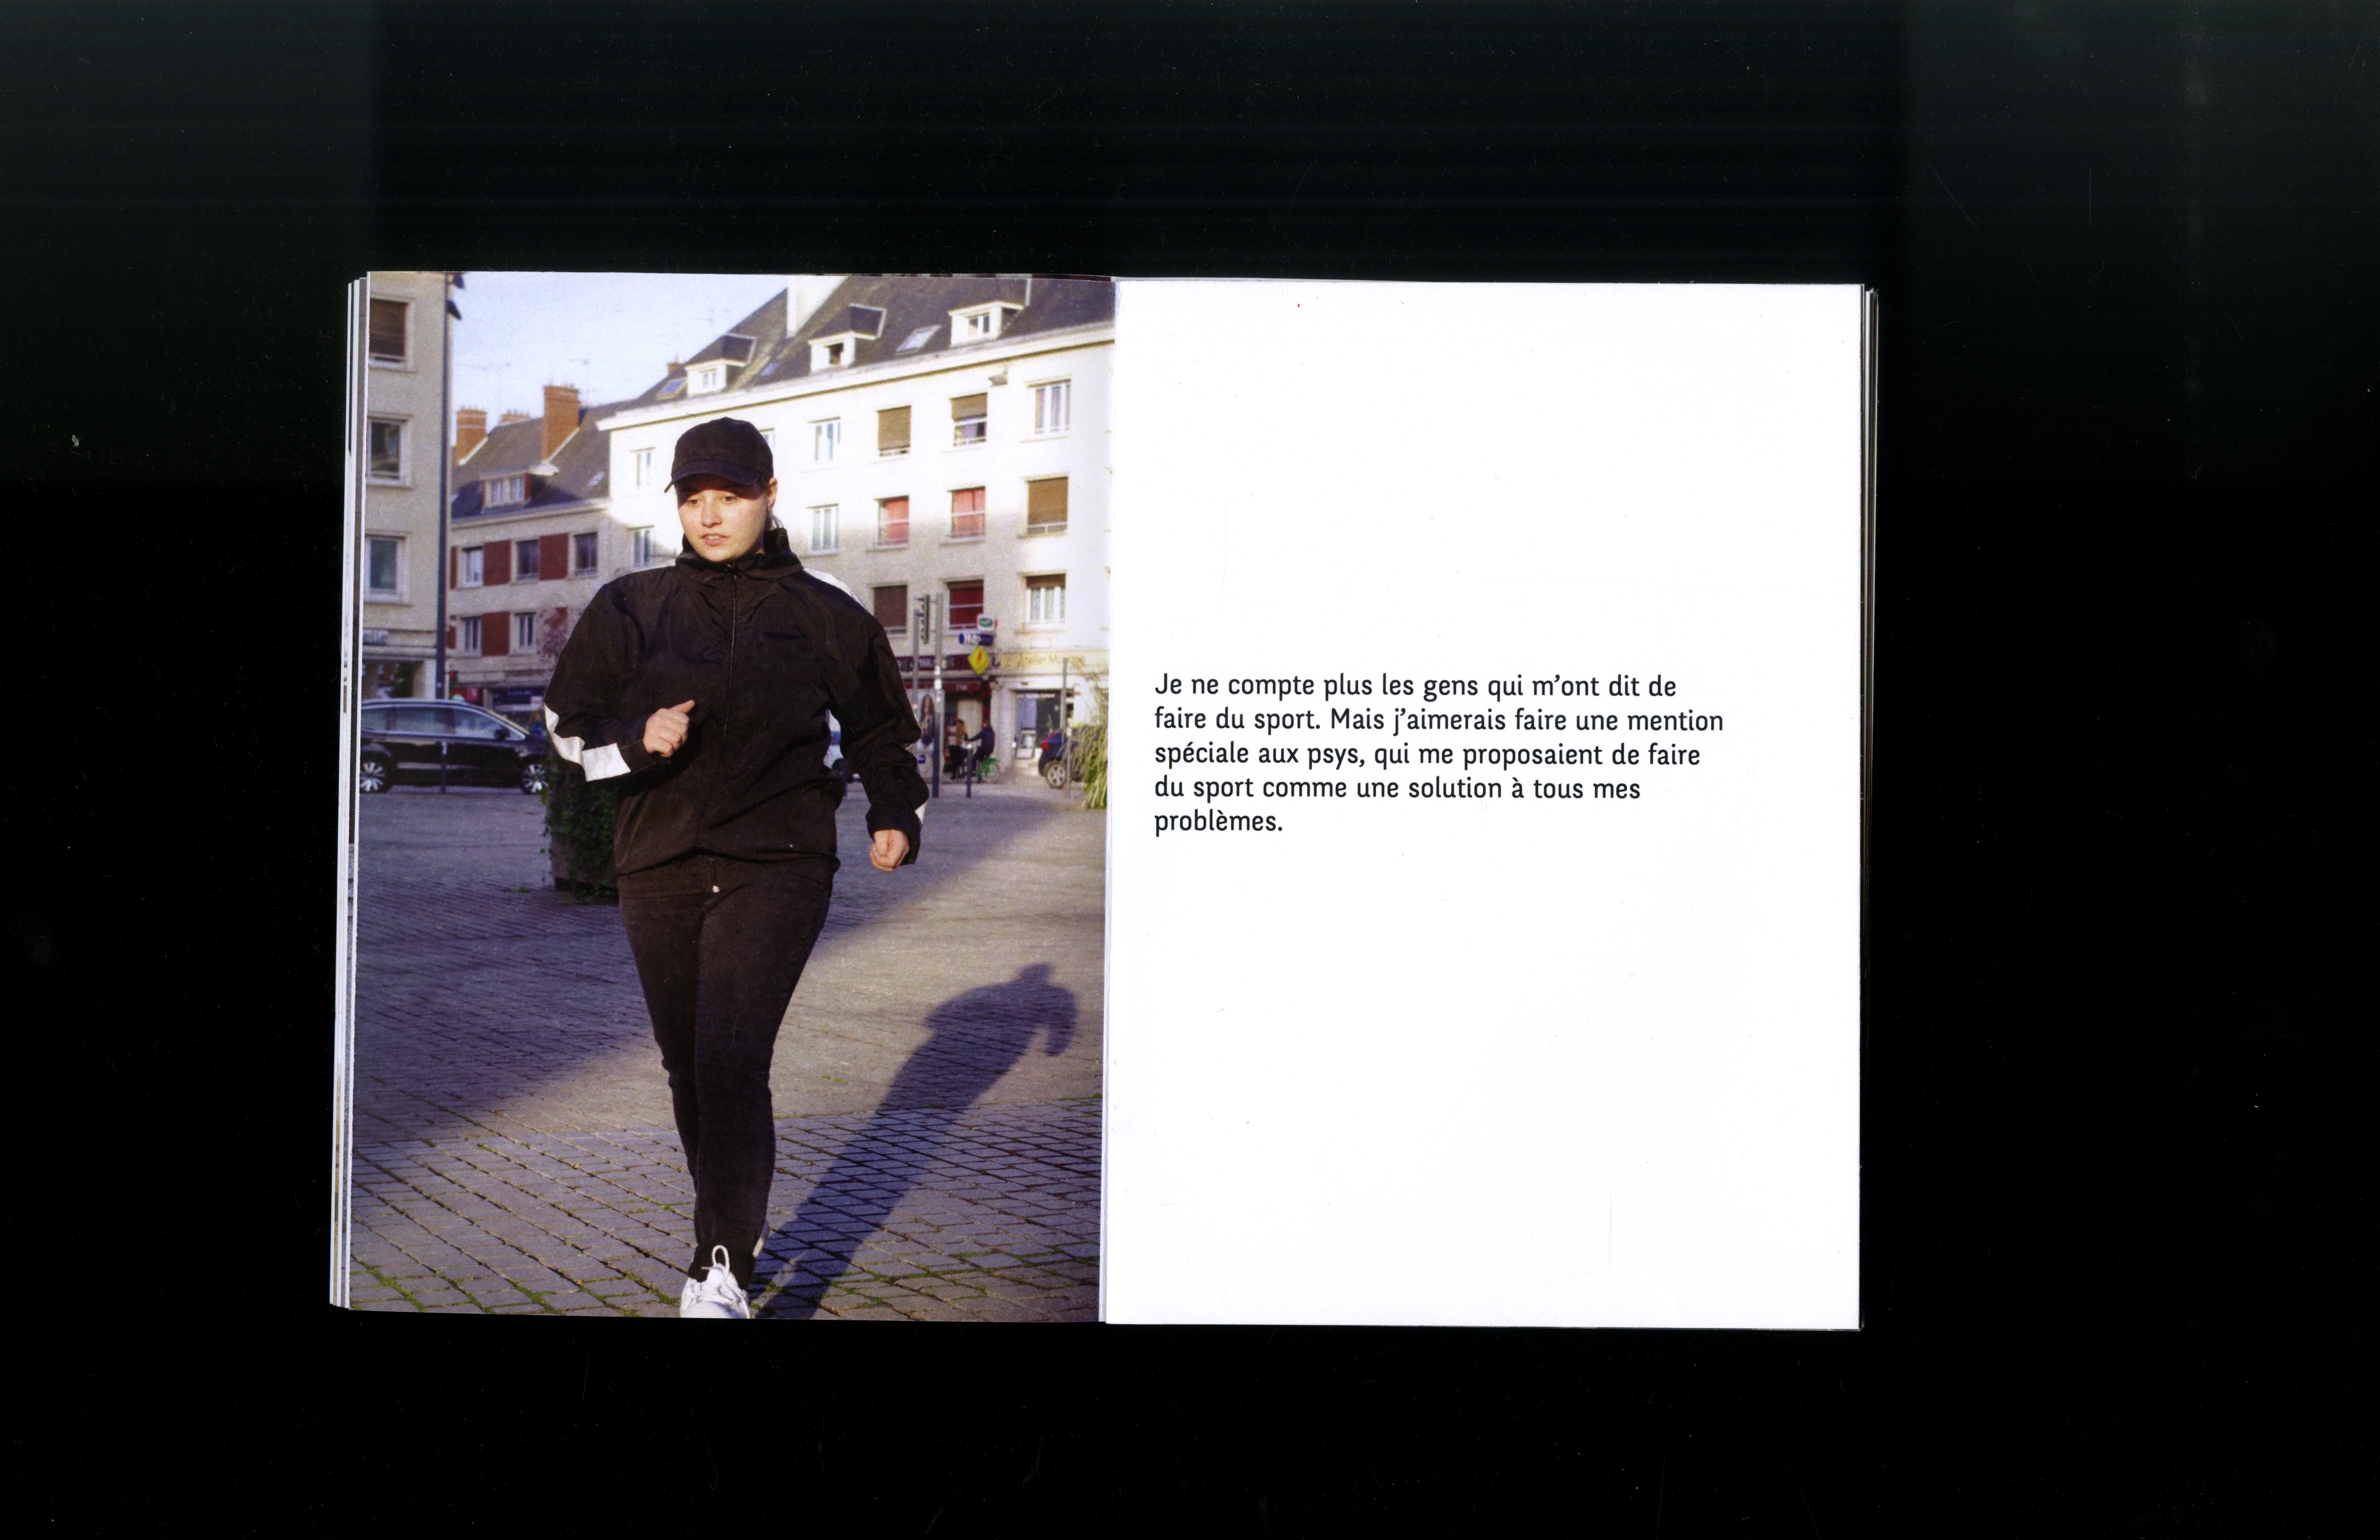 Je ne compte plus les gens qui m’ont dit de
faire du sport. Mais j’aimerais faire une mention
spéciale aux psys, qui me proposaient de faire
du sport comme une solution à tous mes
problèmes.